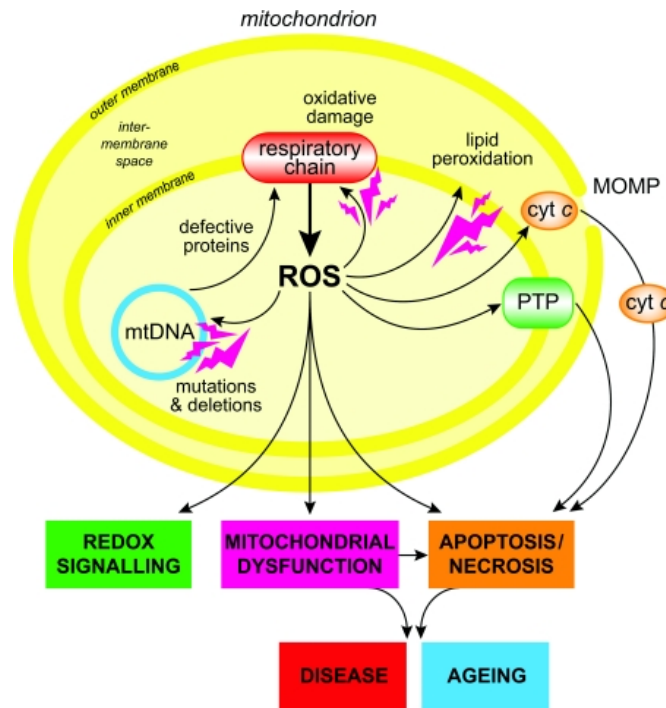 mitochondrion
outer membrane
inter-
membrane
space
inner membrane
oxidative
damage
respiratory
chain
lipid
peroxidation
MOMP
cyt c
defective
proteins
ROS
PTP
cyt c
mtDNA
mutations
& deletions
REDOX
SIGNALLING
MITOCHONDRIAL
DYSFUNCTION
APOPTOSIS/
NECROSIS
DISEASE
AGEING